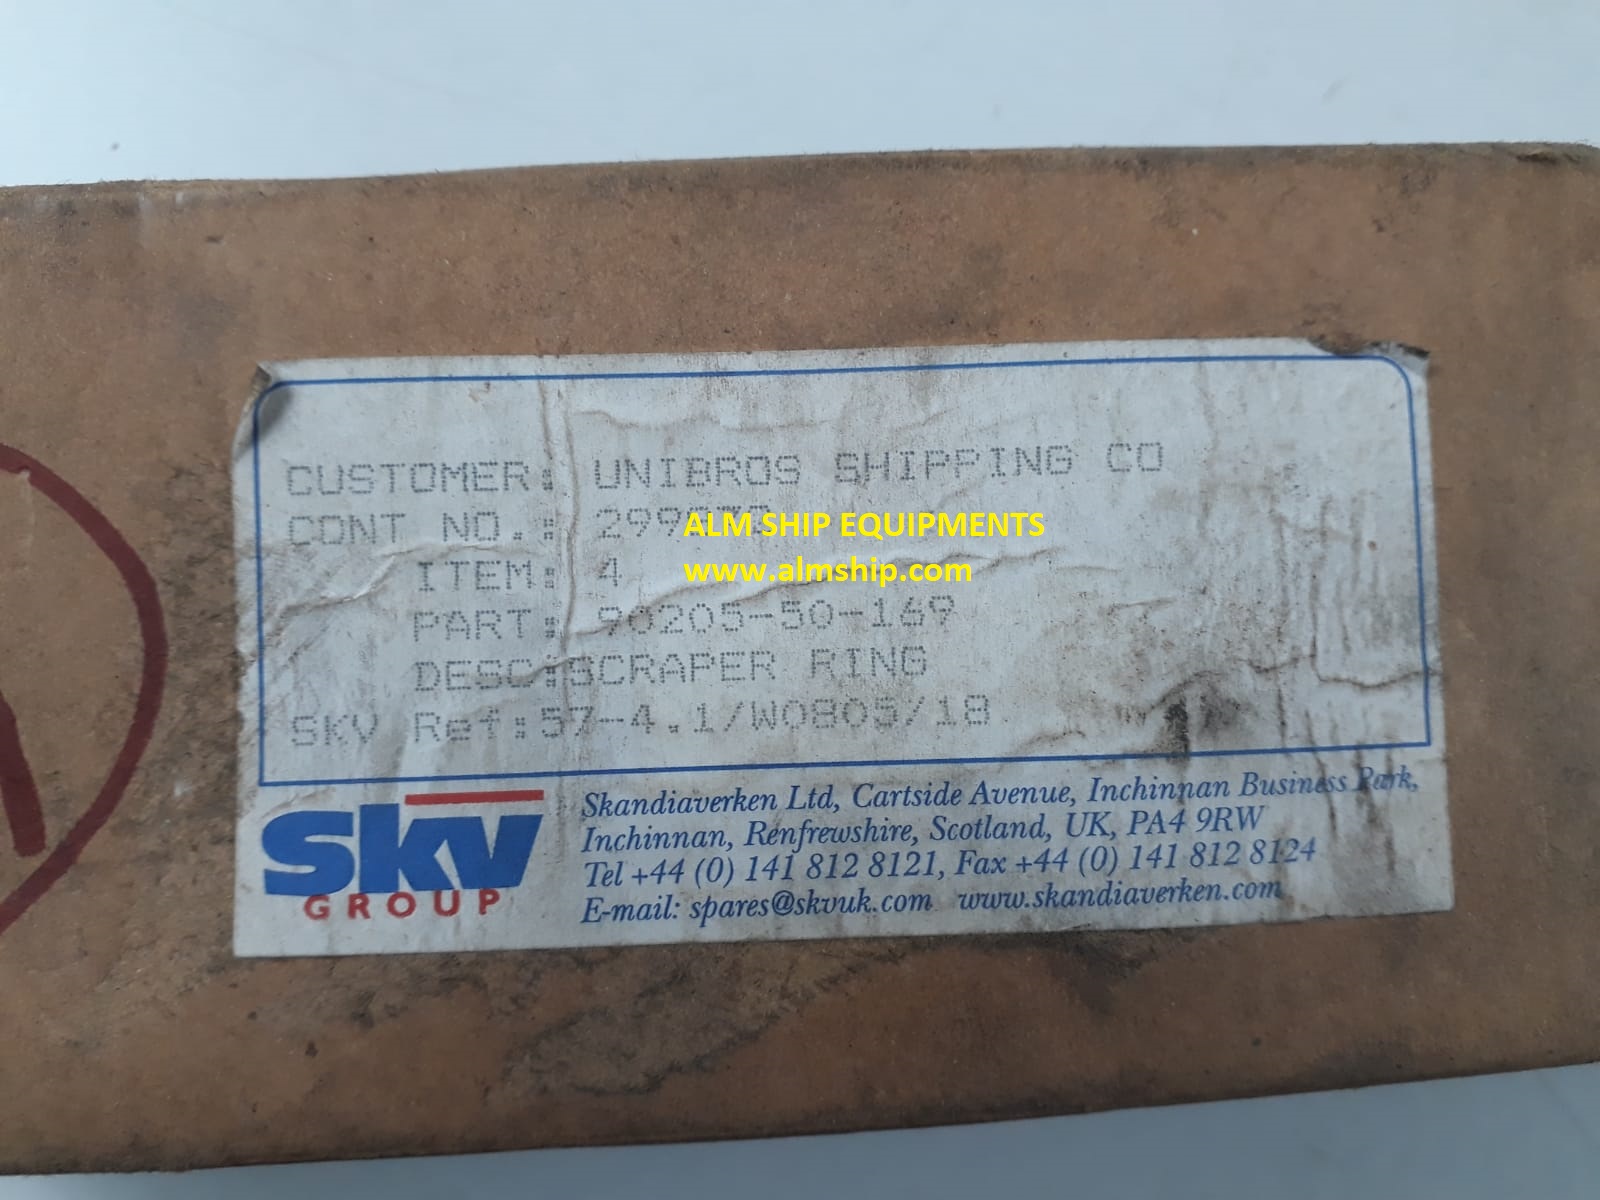 CUSTOMER: UNIBROS SHIPPING CO
CONT NO.:
ALM SHIP EQUIPMENTS
ITEM: 4
www.almship.com
PART: 90205-50-169
DESC:SCRAPER RING
SKV Ref:57-4.1/W0805/18
skv
GROUP
Skandiaverken Ltd, Cartside Avenue, Inchinnan Business Park,
Inchinnan, Renfrewshire, Scotland, UK, PA4 9RW
Tel +44 (0) 141 812 8121, Fax +44 (0) 141 812 8124
E-mail: spares@skvuk.com www.skandiaverken.com